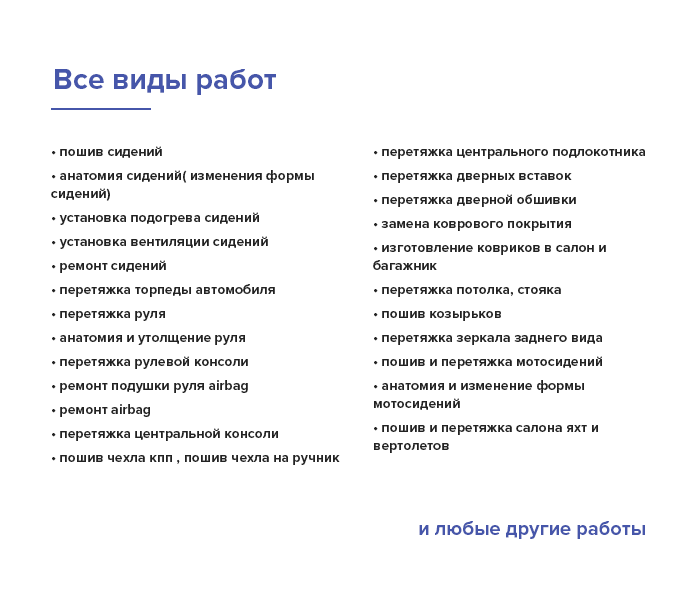 Все виды работ
• пошив сидений
• анатомия сидений( изменения формы
сидений)
• установка подогрева сидений
• установка вентиляции сидений
• ремонт сидений
• перетяжка торпеды автомобиля
• перетяжка руля
• анатомия и утолщение руля
• перетяжка рулевой консоли
• ремонт подушки руля airbag
• ремонт airbag
• перетяжка центральной консоли
• пошив чехла кпп , пошив чехла на ручник
• перетяжка центрального подлокотника
• перетяжка дверных вставок
• перетяжка дверной обшивки
• замена коврового покрытия
• изготовление ковриков в салон и
багажник
• перетяжка потолка, стояка
• пошив козырьков
• перетяжка зеркала заднего вида
• пошив и перетяжка мотосидений
• анатомия и изменение формы
мотосидений
• пошив и перетяжка салона яхт и
вертолетов
и любые другие работы